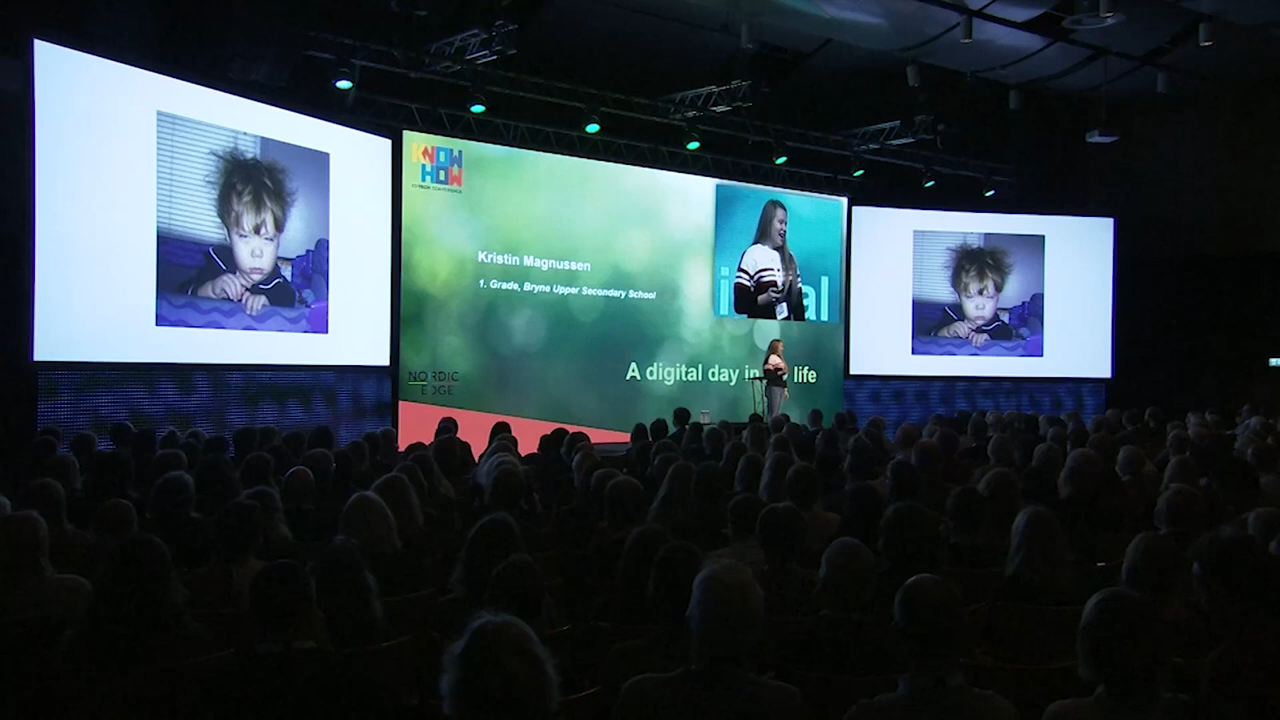 KNOW
HOW
Kristin Magnussen
1. Grade, Bryne Upper Secondary School
A digital day in life
NORDIC
EDGE